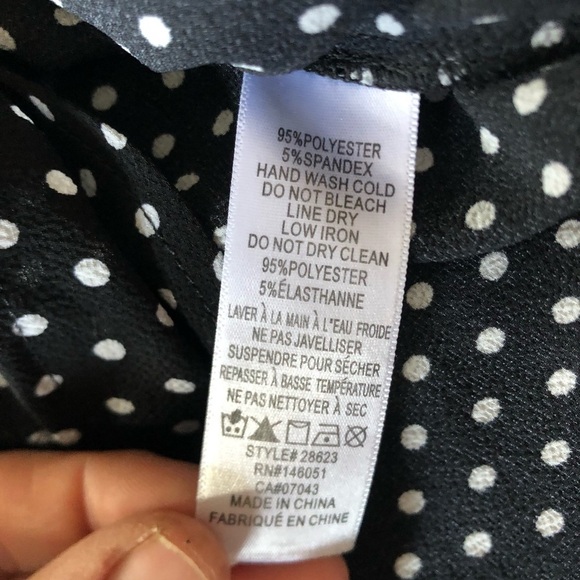 95%POLYESTER
5%SPANDEX
HAND WASH COLD
DO NOT BLEACH
LINE DRY
LOW IRON
DO NOT DRY CLEAN
95%POLYESTER
5%ÉLASTHANNE
LAVER À LA MAIN À L"EAU FROIDE
NE PAS JAVELLISER
SUSPENDRE POUR SÉCHER
REPASSER À BASSE TEMPÉRATURE
NE PAS NETTOYER À SEC
STYLE# 28623
RN#146051
CA#07043
MADE IN CHINA
FABRIQUÉ EN CHINE